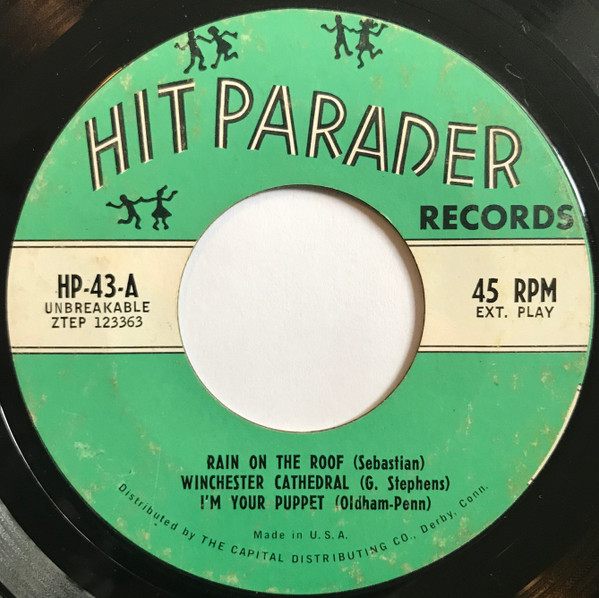 HIT PARADER
RECORDS
HP-43-A
UNBREAKABLE
ZTEP 123363
45 RPM
EXT. PLAY
RAIN ON THE ROOF (Sebastian)
WINCHESTER CATHEDRAL (G. Stephens)
I'M YOUR PUPPET (Oldham-Penn)
Distributed by THE CAPITAL DISTRIBUTING CO., Derby, Conn.
Made in U.S.A.